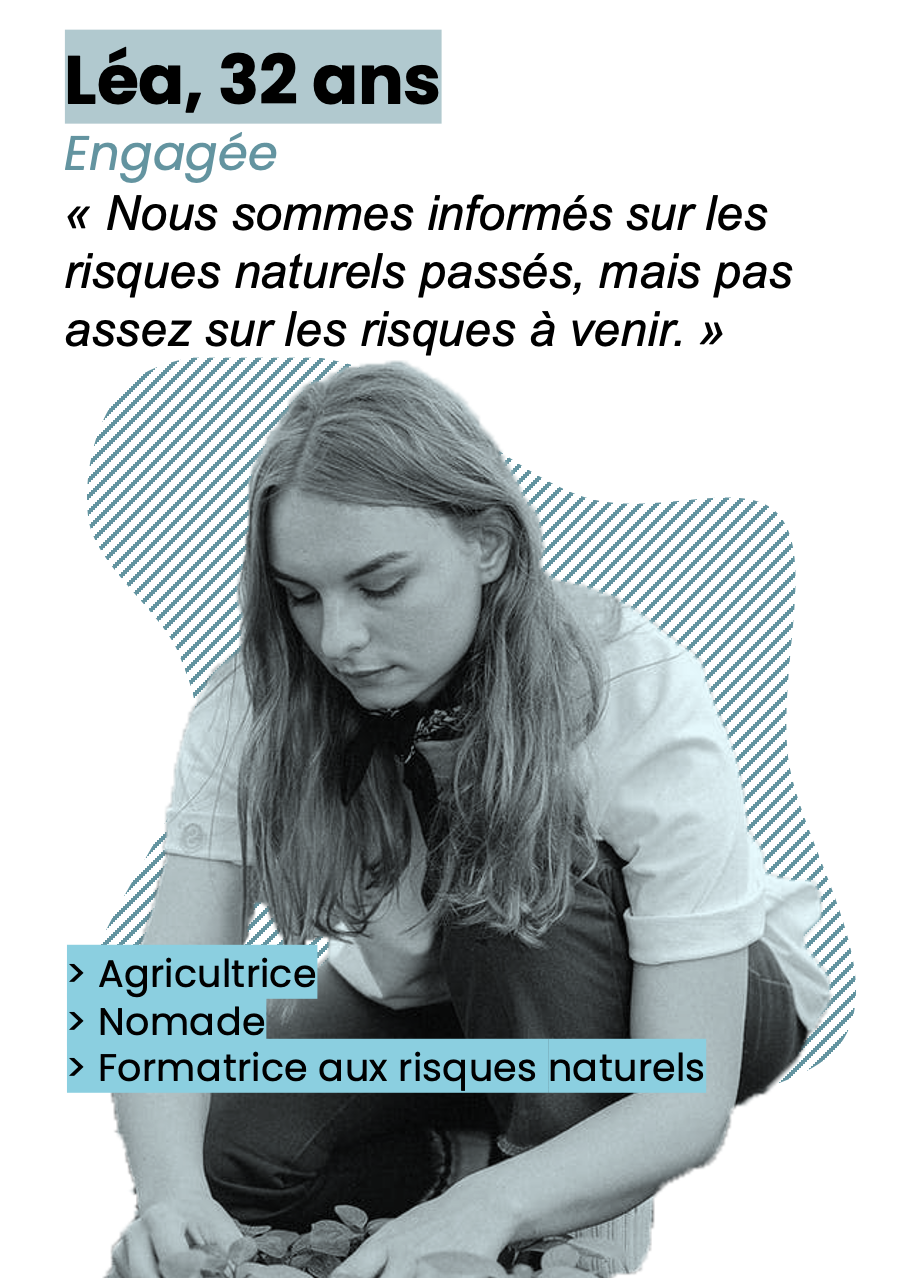 Léa, 32 ans
Engagée
« Nous sommes informés sur les
risques naturels passés, mais pas
assez sur les risques à venir. »
> Agricultrice
> Nomade
> Formatrice aux risques naturels